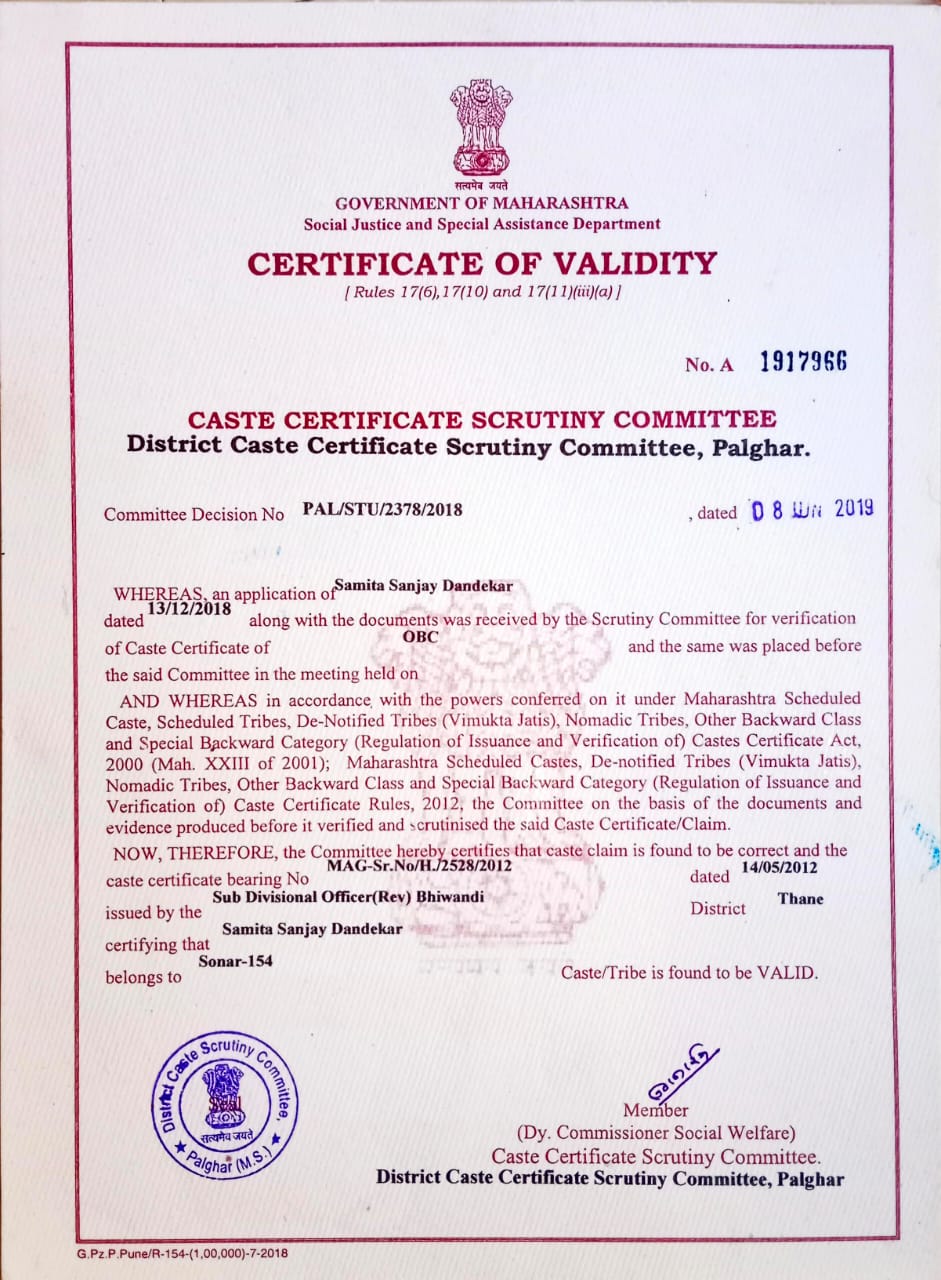 सत्यमेव जयते
GOVERNMENT OF MAHARASHTRA
Social Justice and Special Assistance Department
CERTIFICATE OF VALIDITY
[ Rules 17(6),17(10) and 17(11)(iii)(a) ]
No. A 1917966
CASTE CERTIFICATE SCRUTINY COMMITTEE
District Caste Certificate Scrutiny Committee, Palghar.
Committee Decision No PAL/STU/2378/2018 , dated 08 2019
WHEREAS, an application of Samita Sanjay Dandekar
dated 13/12/2018 along with the documents was received by the Scrutiny Committee for verification
of Caste Certificate of OBC and the same was placed before
the said Committee in the meeting held on
AND WHEREAS in accordance with the powers conferred on it under Maharashtra Scheduled
Caste, Scheduled Tribes, De-Notified Tribes (Vimukta Jatis), Nomadic Tribes, Other Backward Class
and Special Backward Category (Regulation of Issuance and Verification of) Castes Certificate Act,
2000 (Mah. XXIII of 2001); Maharashtra Scheduled Castes, De-notified Tribes (Vimukta Jatis),
Nomadic Tribes, Other Backward Class and Special Backward Category (Regulation of Issuance and
Verification of) Caste Certificate Rules, 2012, the Committee on the basis of the documents and
evidence produced before it verified and scrutinised the said Caste Certificate/Claim.
NOW, THEREFORE, the Committee hereby certifies that caste claim is found to be correct and the
caste certificate bearing No MAG-Sr.No/H./2528/2012 dated 14/05/2012
issued by the Sub Divisional Officer(Rev) Bhiwandi District Thane
certifying that Samita Sanjay Dandekar
belongs to Sonar-154 Caste/Tribe is found to be VALID.
District Caste Scrutiny Committee,
Seal
सत्यमेव जयते
★ Palghar (M.S.) ★
Member
(Dy. Commissioner Social Welfare)
Caste Certificate Scrutiny Committee.
District Caste Certificate Scrutiny Committee, Palghar
G.Pz.P.Pune/R-154-(1,00,000)-7-2018